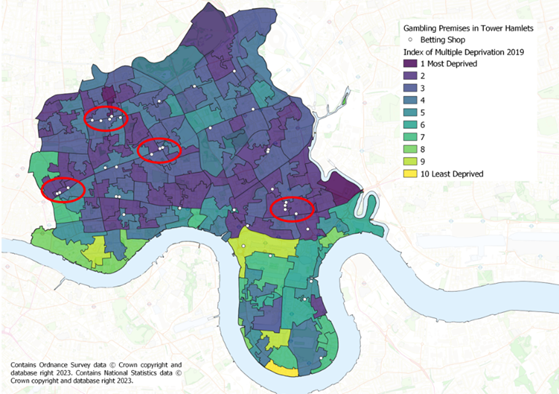 Gambling Premises in Tower Hamlets
Betting Shop
Index of Multiple Deprivation 2019
1 Most Deprived
2
3
4
5
6
7
8
9
10 Least Deprived
Contains Ordnance Survey data © Crown copyright and
database right 2023. Contains National Statistics data ©
Crown copyright and database right 2023.